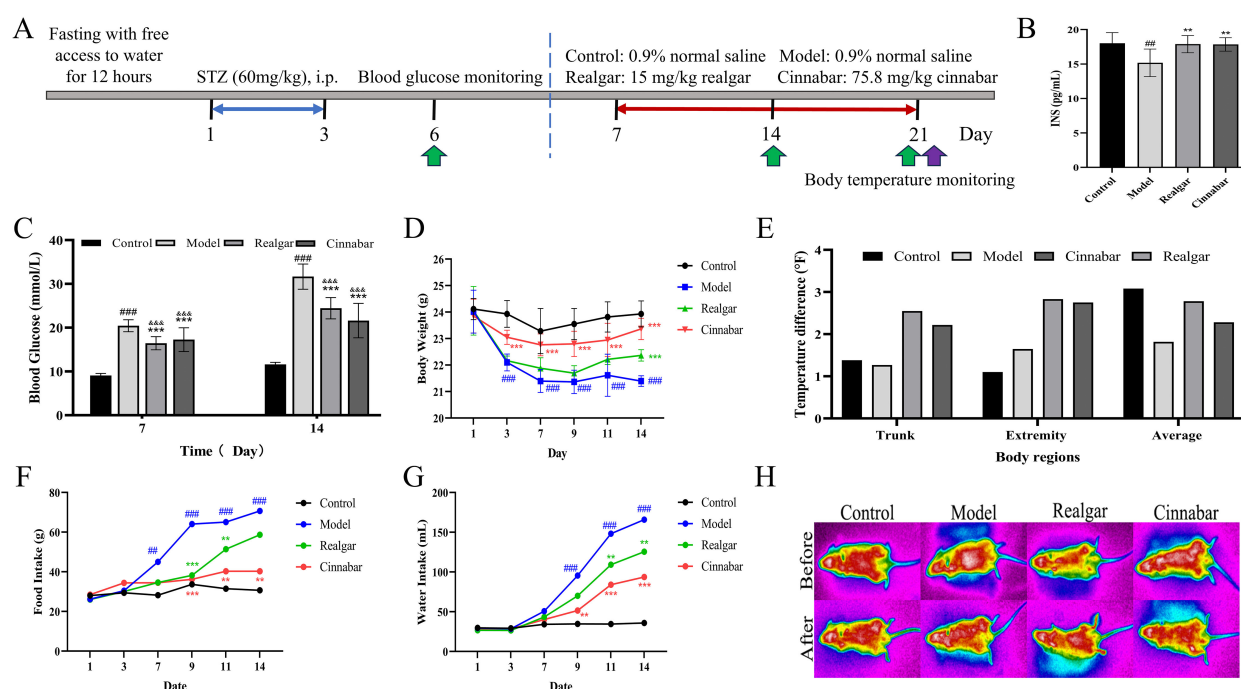 A
Fasting with free
access to water
for 12 hours
STZ (60mg/kg), i.p.
Blood glucose monitoring
Control: 0.9% normal saline
Model: 0.9% normal saline
Realgar: 15 mg/kg realgar
Cinnabar: 75.8 mg/kg cinnabar
1
3
6
7
14
21
Day
Body temperature monitoring
B
INS (pg/mL)
20
15
10
5
0
##
**
**
Control
Model
Realgar
Cinnabar
C
Control
Model
Realgar
Cinnabar
Blood Glucose (mmol/L)
40
30
20
10
0
###
&&&
***
&&&
***
###
&&&
***
&&&
***
7
14
Time ( Day)
D
Body Weight (g)
26
25
24
23
22
21
20
Control
Model
Realgar
Cinnabar
***
***
***
***
***
***
###
###
###
###
###
1
3
7
9
11
14
Day
E
Control
Model
Cinnabar
Realgar
Temperature difference (°F)
4
3
2
1
0
Trunk
Extremity
Average
Body regions
F
Food Intake (g)
80
60
40
20
0
##
###
###
###
***
**
***
**
**
Control
Model
Realgar
Cinnabar
1
3
7
9
11
14
Date
G
Water Intake (mL)
200
150
100
50
0
###
###
###
**
**
**
***
***
Control
Model
Realgar
Cinnabar
1
3
7
9
11
14
Date
H
Control
Model
Realgar
Cinnabar
Before
After